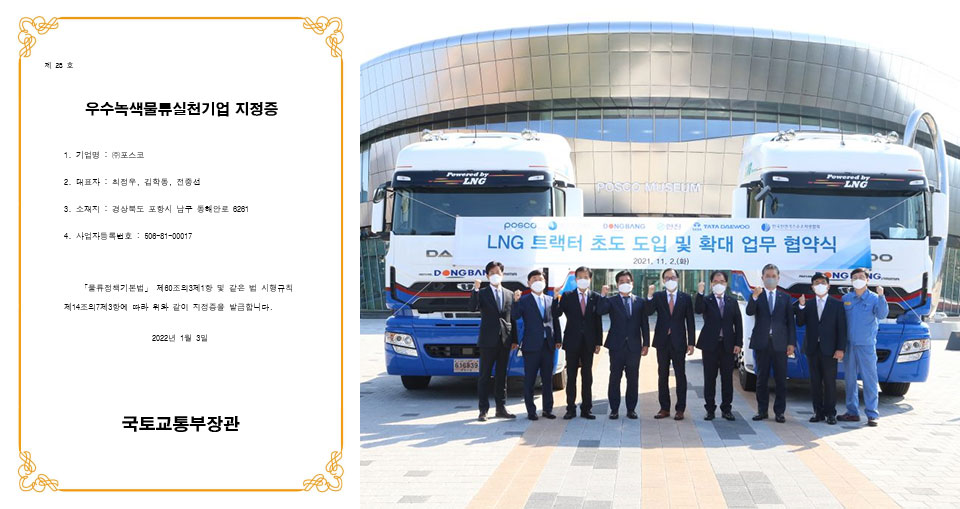 제 25 호
우수녹색물류실천기업 지정증
1. 기업명 : ㈜포스코
2. 대표자 : 최정우, 김학동, 전중선
3. 소재지 : 경상북도 포항시 남구 동해안로 6261
4. 사업자등록번호 : 506-81-00017
「물류정책기본법」 제60조의3제1항 및 같은 법 시행규칙
제14조의7제3항에 따라 위와 같이 지정증을 발급합니다.
2022년 1월 3일
국토교통부장관
Powered by
LNG
Powered by
LNG
POSCO MUSEUM
posco
DONGBANG
TATA DAEWOO
LNG 트랙터 초도 도입 및 확대 업무 협약식
2021. 11. 2.(화)
DA
OO
DONGBANG
DONGBANG